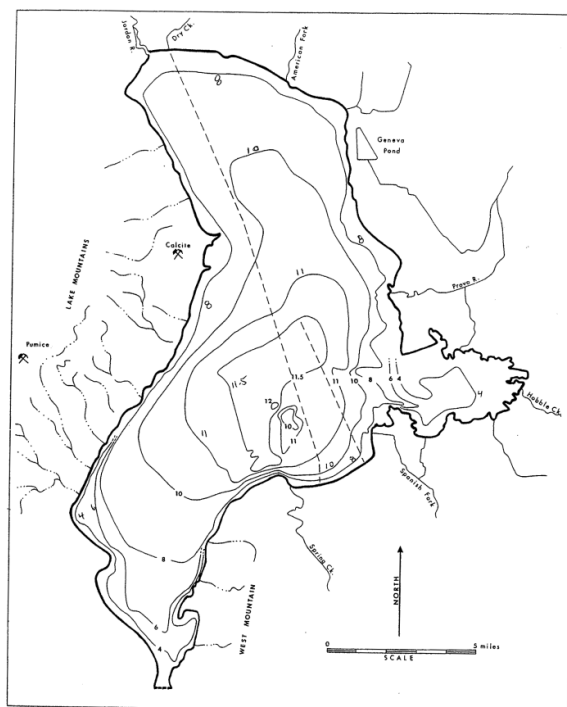 Jordan R.
Dry Ck.
American Fork
8
Geneva
Pond
10
8
Calcite
LAKE MOUNTAINS
11
8
Provo R.
Pumice
11.5
11.5
11
10
8
6
4
4
12
10
11
11
Hobble Ck.
10
10
8
Spanish Fork
4
8
Spring Ck.
NORTH
WEST MOUNTAIN
6
4
0
5 miles
SCALE